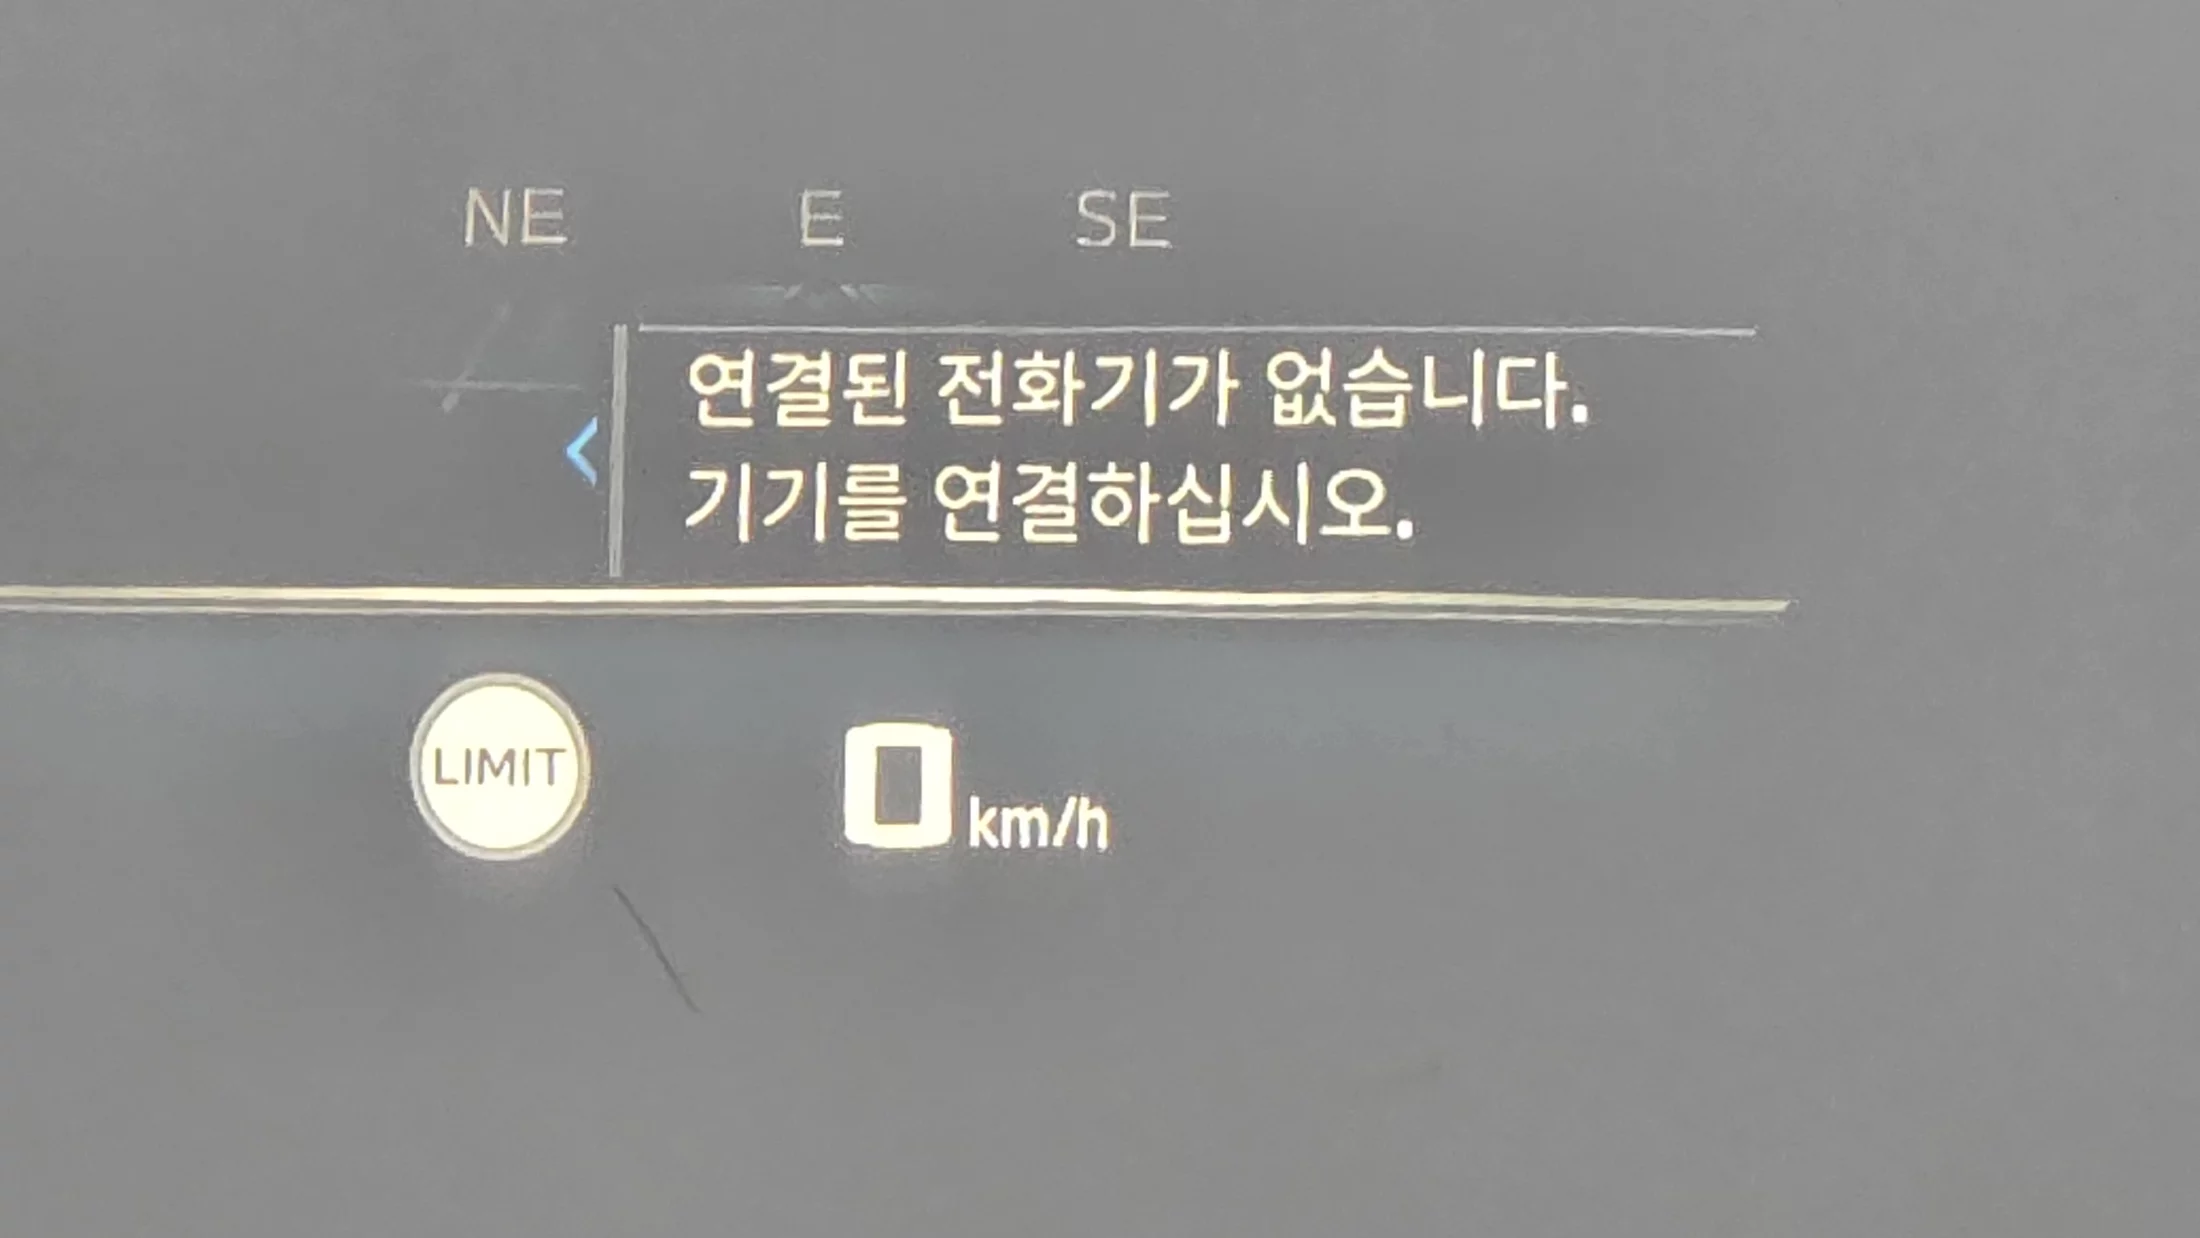 NE E SE
연결된 전화기가 없습니다.
기기를 연결하십시오.
LIMIT
0 km/h